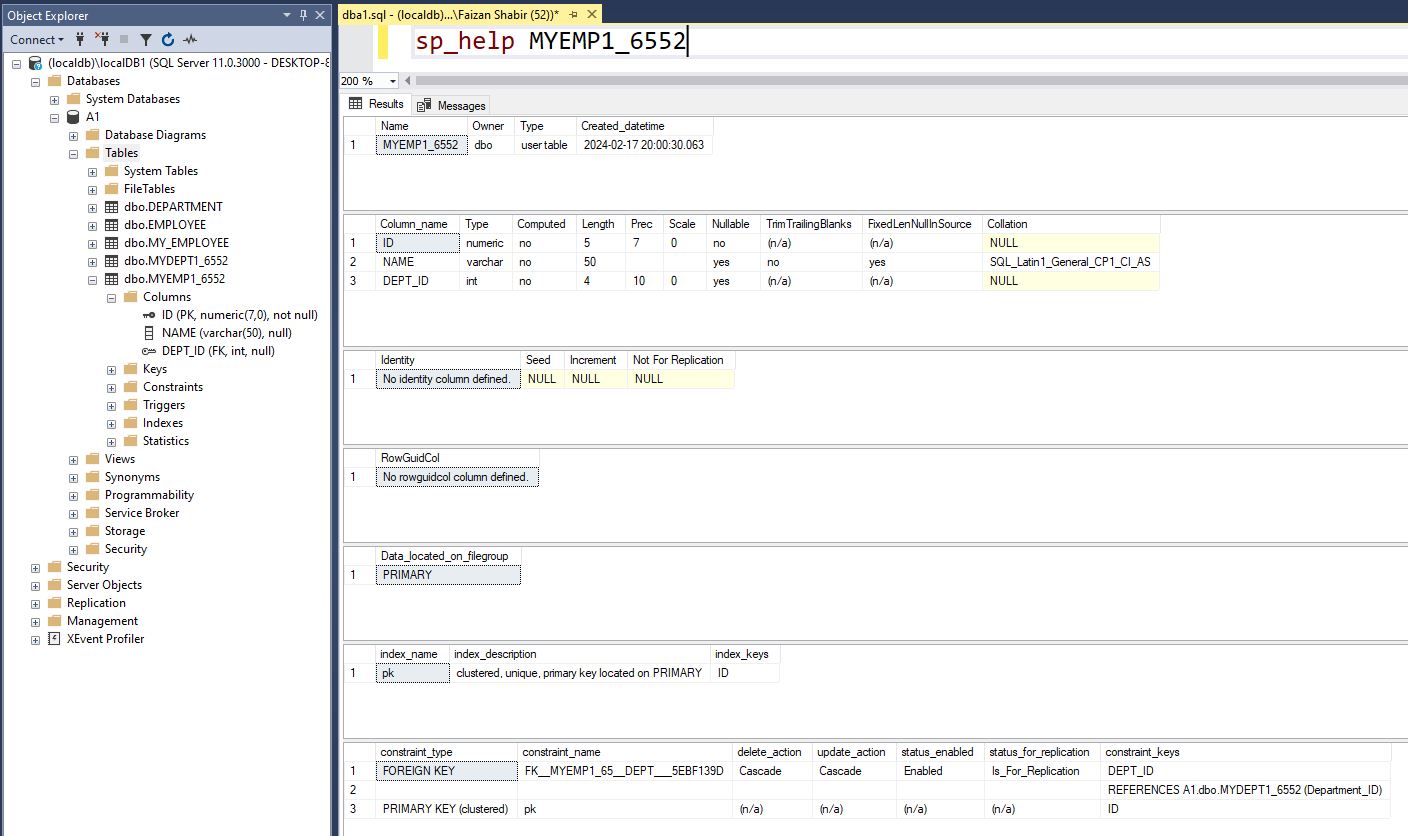 Object Explorer
Connect
(localdb)\localDB1 (SQL Server 11.0.3000 - DESKTOP-8
Databases
System Databases
A1
Database Diagrams
Tables
System Tables
FileTables
dbo.DEPARTMENT
dbo.EMPLOYEE
dbo.MY_EMPLOYEE
dbo.MYDEPT1_6552
dbo.MYEMP1_6552
Columns
ID (PK, numeric(7,0), not null)
NAME (varchar(50), null)
DEPT_ID (FK, int, null)
Keys
Constraints
Triggers
Indexes
Statistics
Views
Synonyms
Programmability
Service Broker
Storage
Security
Security
Server Objects
Replication
Management
XEvent Profiler
dba1.sql - (localdb)...\Faizan Shabir (52))*
sp_help MYEMP1_6552
200 %
Results Messages
Name Owner Type Created_datetime
1 MYEMP1_6552 dbo user table 2024-02-17 20:00:30.063
Column_name Type Computed Length Prec Scale Nullable TrimTrailingBlanks FixedLenNullInSource Collation
1 ID numeric no 5 7 0 no (n/a) (n/a) NULL
2 NAME varchar no 50 yes no yes SQL_Latin1_General_CP1_CI_AS
3 DEPT_ID int no 4 10 0 yes (n/a) (n/a) NULL
Identity Seed Increment Not For Replication
1 No identity column defined. NULL NULL NULL
RowGuidCol
1 No rowguidcol column defined.
Data_located_on_filegroup
1 PRIMARY
index_name index_description index_keys
1 pk clustered, unique, primary key located on PRIMARY ID
constraint_type constraint_name delete_action update_action status_enabled status_for_replication constraint_keys
1 FOREIGN KEY FK__MYEMP1_65__DEPT___5EBF139D Cascade Cascade Enabled Is_For_Replication DEPT_ID
2 REFERENCES A1.dbo.MYDEPT1_6552 (Department_ID)
3 PRIMARY KEY (clustered) pk (n/a) (n/a) (n/a) (n/a) ID